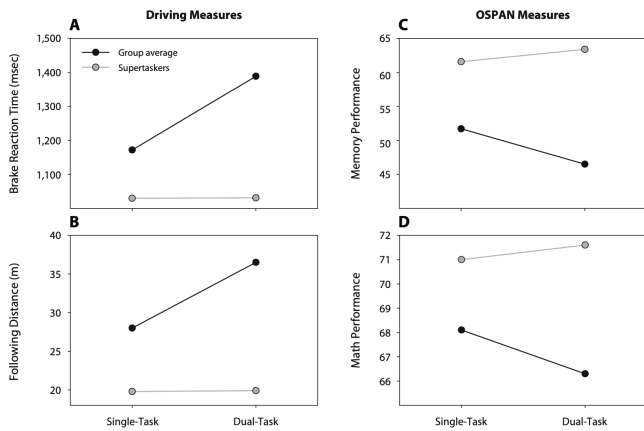 Driving Measures
OSPAN Measures
A
Brake Reaction Time (msec)
1,500
1,400
1,300
1,200
1,100
Group average
Supertaskers
C
Memory Performance
65
60
55
50
45
B
Following Distance (m)
40
35
30
25
20
Single-Task
Dual-Task
D
Math Performance
72
71
70
69
68
67
66
Single-Task
Dual-Task